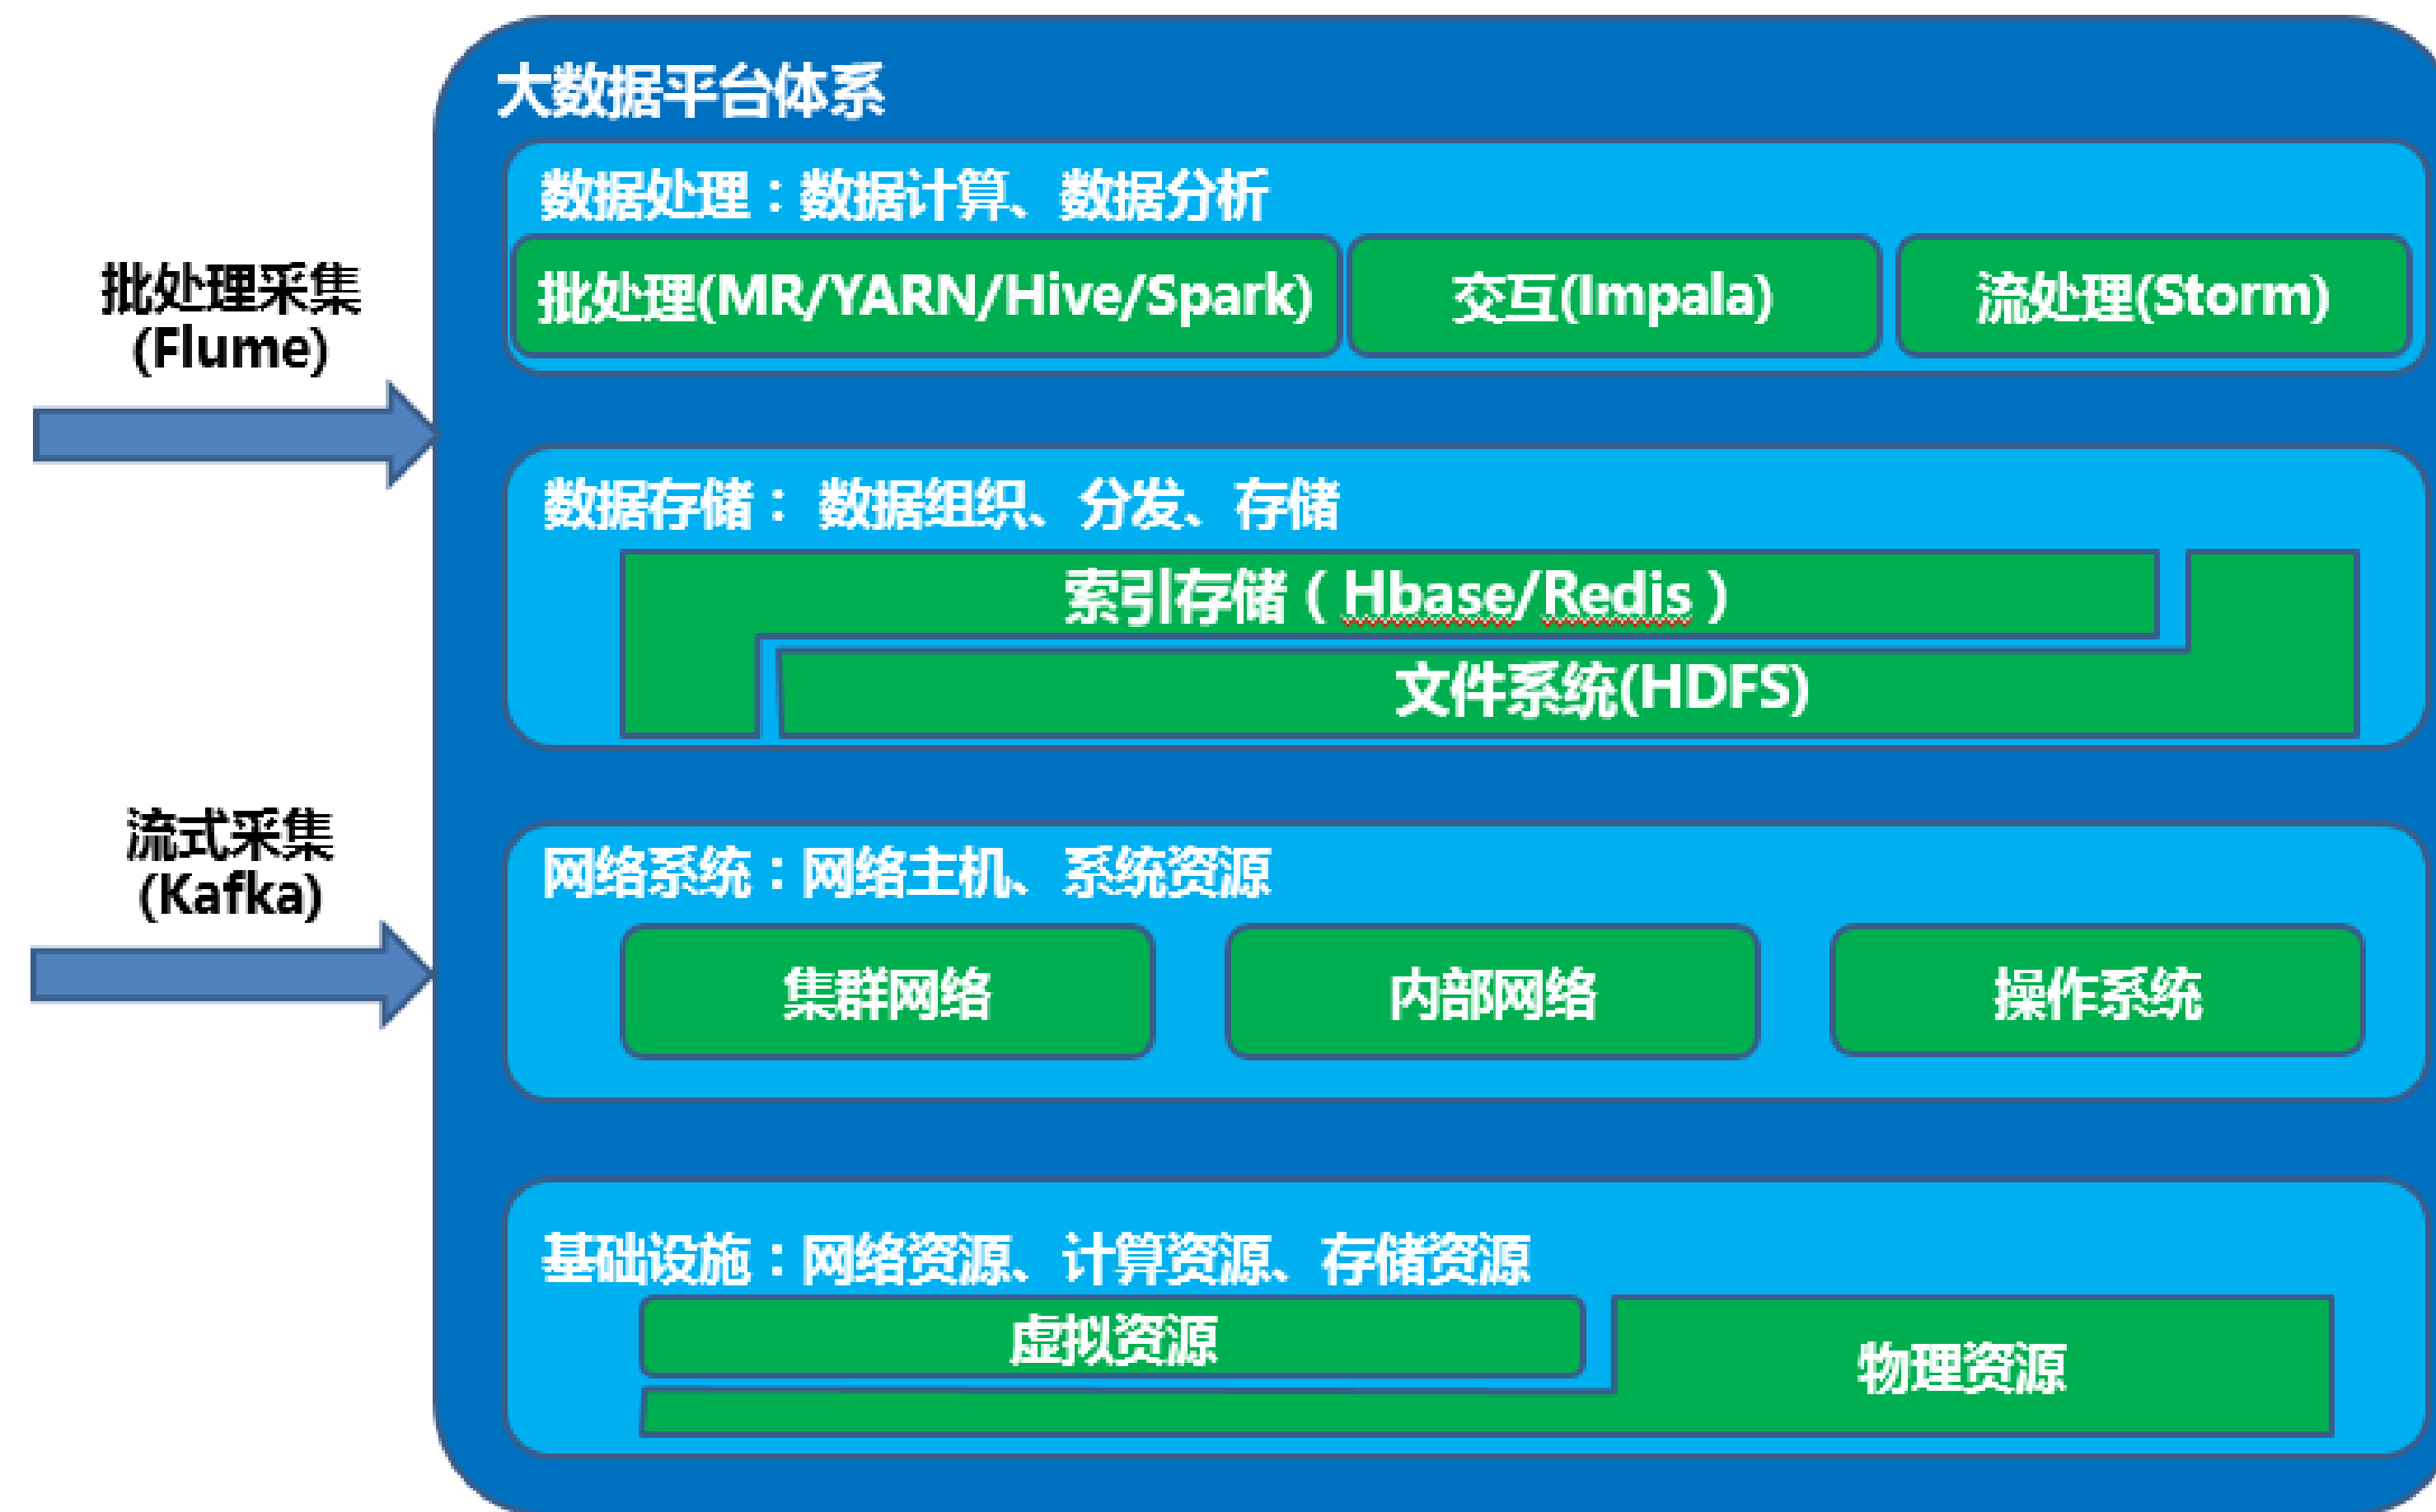 大数据平台体系
数据处理：数据计算、数据分析
批处理(MR/YARN/Hive/Spark)
交互(Impala)
流处理(Storm)
批处理采集
(Flume)
数据存储： 数据组织、分发、存储
索引存储（Hbase/Redis）
文件系统(HDFS)
流式采集
(Kafka)
网络系统：网络主机、系统资源
集群网络
内部网络
操作系统
基础设施：网络资源、计算资源、存储资源
虚拟资源
物理资源